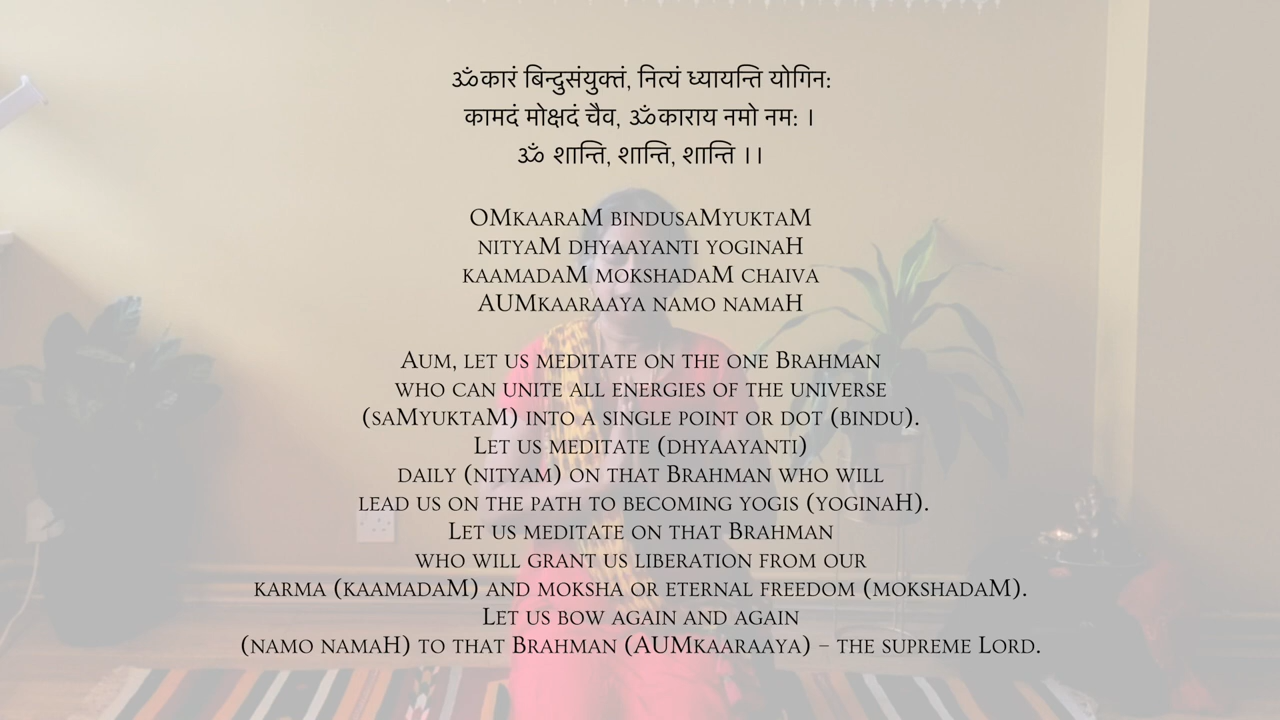 ॐकारं बिन्दुसंयुक्तं, नित्यं ध्यायन्ति योगिन:
कामदं मोक्षदं चैव, ॐकाराय नमो नम: ।
ॐ शान्ति, शान्ति, शान्ति ।।
OMkaaraM bindusaMyuktaM
nityaM dhyaayanti yoginaH
kaamadaM mokshadaM chaiva
AUMkaaraaya namo namaH
Aum, let us meditate on the one Brahman
who can unite all energies of the universe
(saMyuktaM) into a single point or dot (bindu).
Let us meditate (dhyaayanti)
daily (nityam) on that Brahman who will
lead us on the path to becoming yogis (yoginaH).
Let us meditate on that Brahman
who will grant us liberation from our
karma (kaamadaM) and moksha or eternal freedom (mokshadaM).
Let us bow again and again
(namo namaH) to that Brahman (AUMkaaraaya) – the supreme Lord.